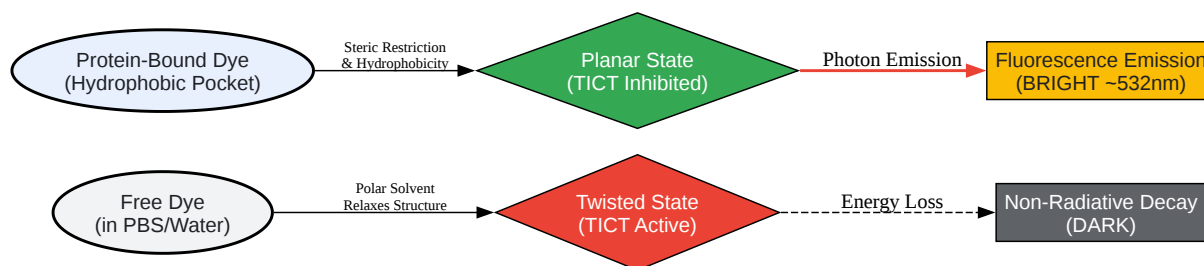 Protein-Bound Dye
(Hydrophobic Pocket)
Steric Restriction
& Hydrophobicity
Planar State
(TICT Inhibited)
Photon Emission
Fluorescence Emission
(BRIGHT ~532nm)
Free Dye
(in PBS/Water)
Polar Solvent
Relaxes Structure
Twisted State
(TICT Active)
Energy Loss
Non-Radiative Decay
(DARK)